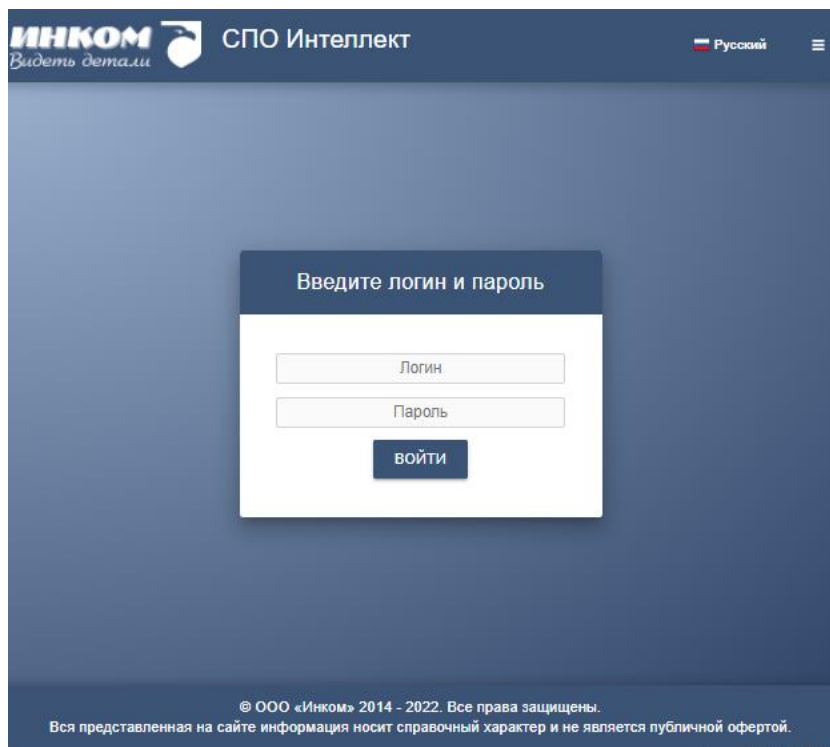 ИНКОМ
Видеть детали
СПО Интеллект
Русский
Введите логин и пароль
Логин
Пароль
ВОЙТИ
© ООО «Инком» 2014 - 2022. Все права защищены.
Вся представленная на сайте информация носит справочный характер и не является публичной офертой.